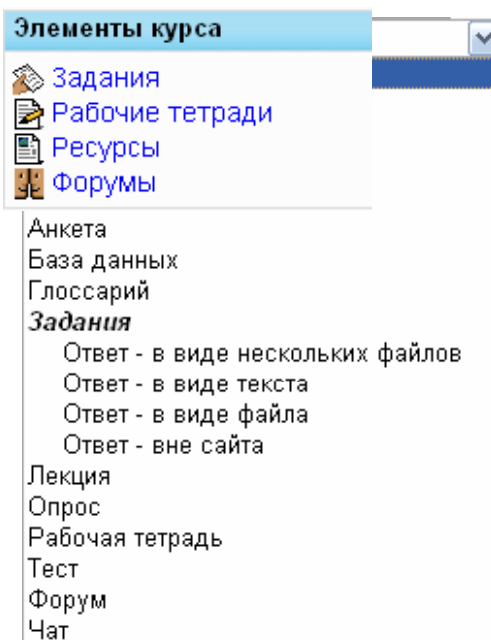 Элементы курса
Задания
Рабочие тетради
Ресурсы
Форумы
Анкета
База данных
Глоссарий
Задания
Ответ - в виде нескольких файлов
Ответ - в виде текста
Ответ - в виде файла
Ответ - вне сайта
Лекция
Опрос
Рабочая тетрадь
Тест
Форум
Чат